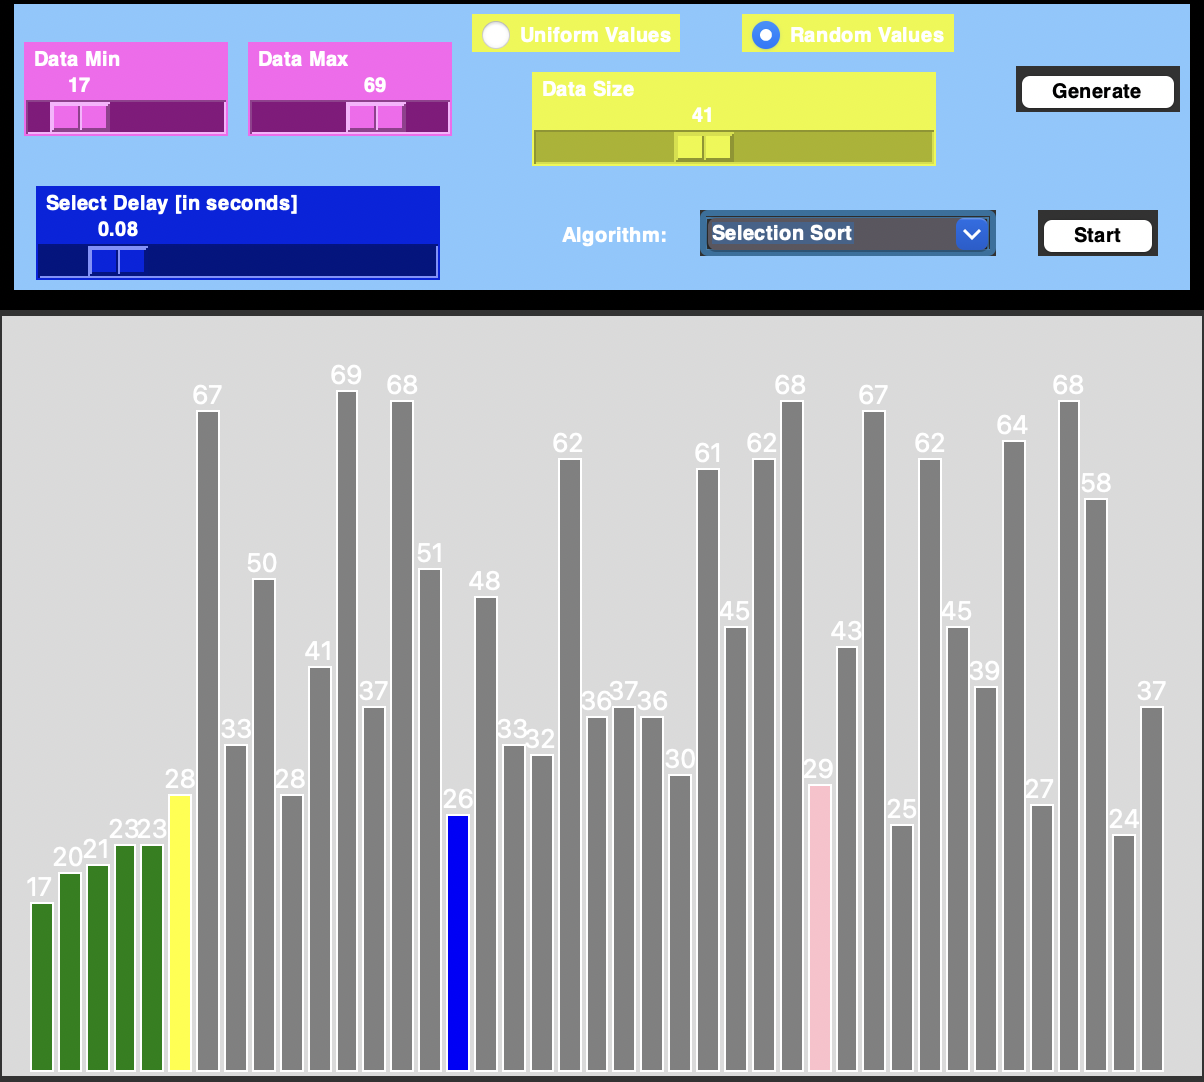 Uniform Values
Random Values
Data Min
17
Data Max
69
Data Size
41
Generate
Select Delay [in seconds]
0.08
Algorithm:
Selection Sort
Start
17 20 21 23 23 28 67 33 50 28 41 69 37 68 51 26 48 33 32 62 36 37 36 30 61 45 62 68 29 43 67 25 62 45 39 64 27 68 58 24 37